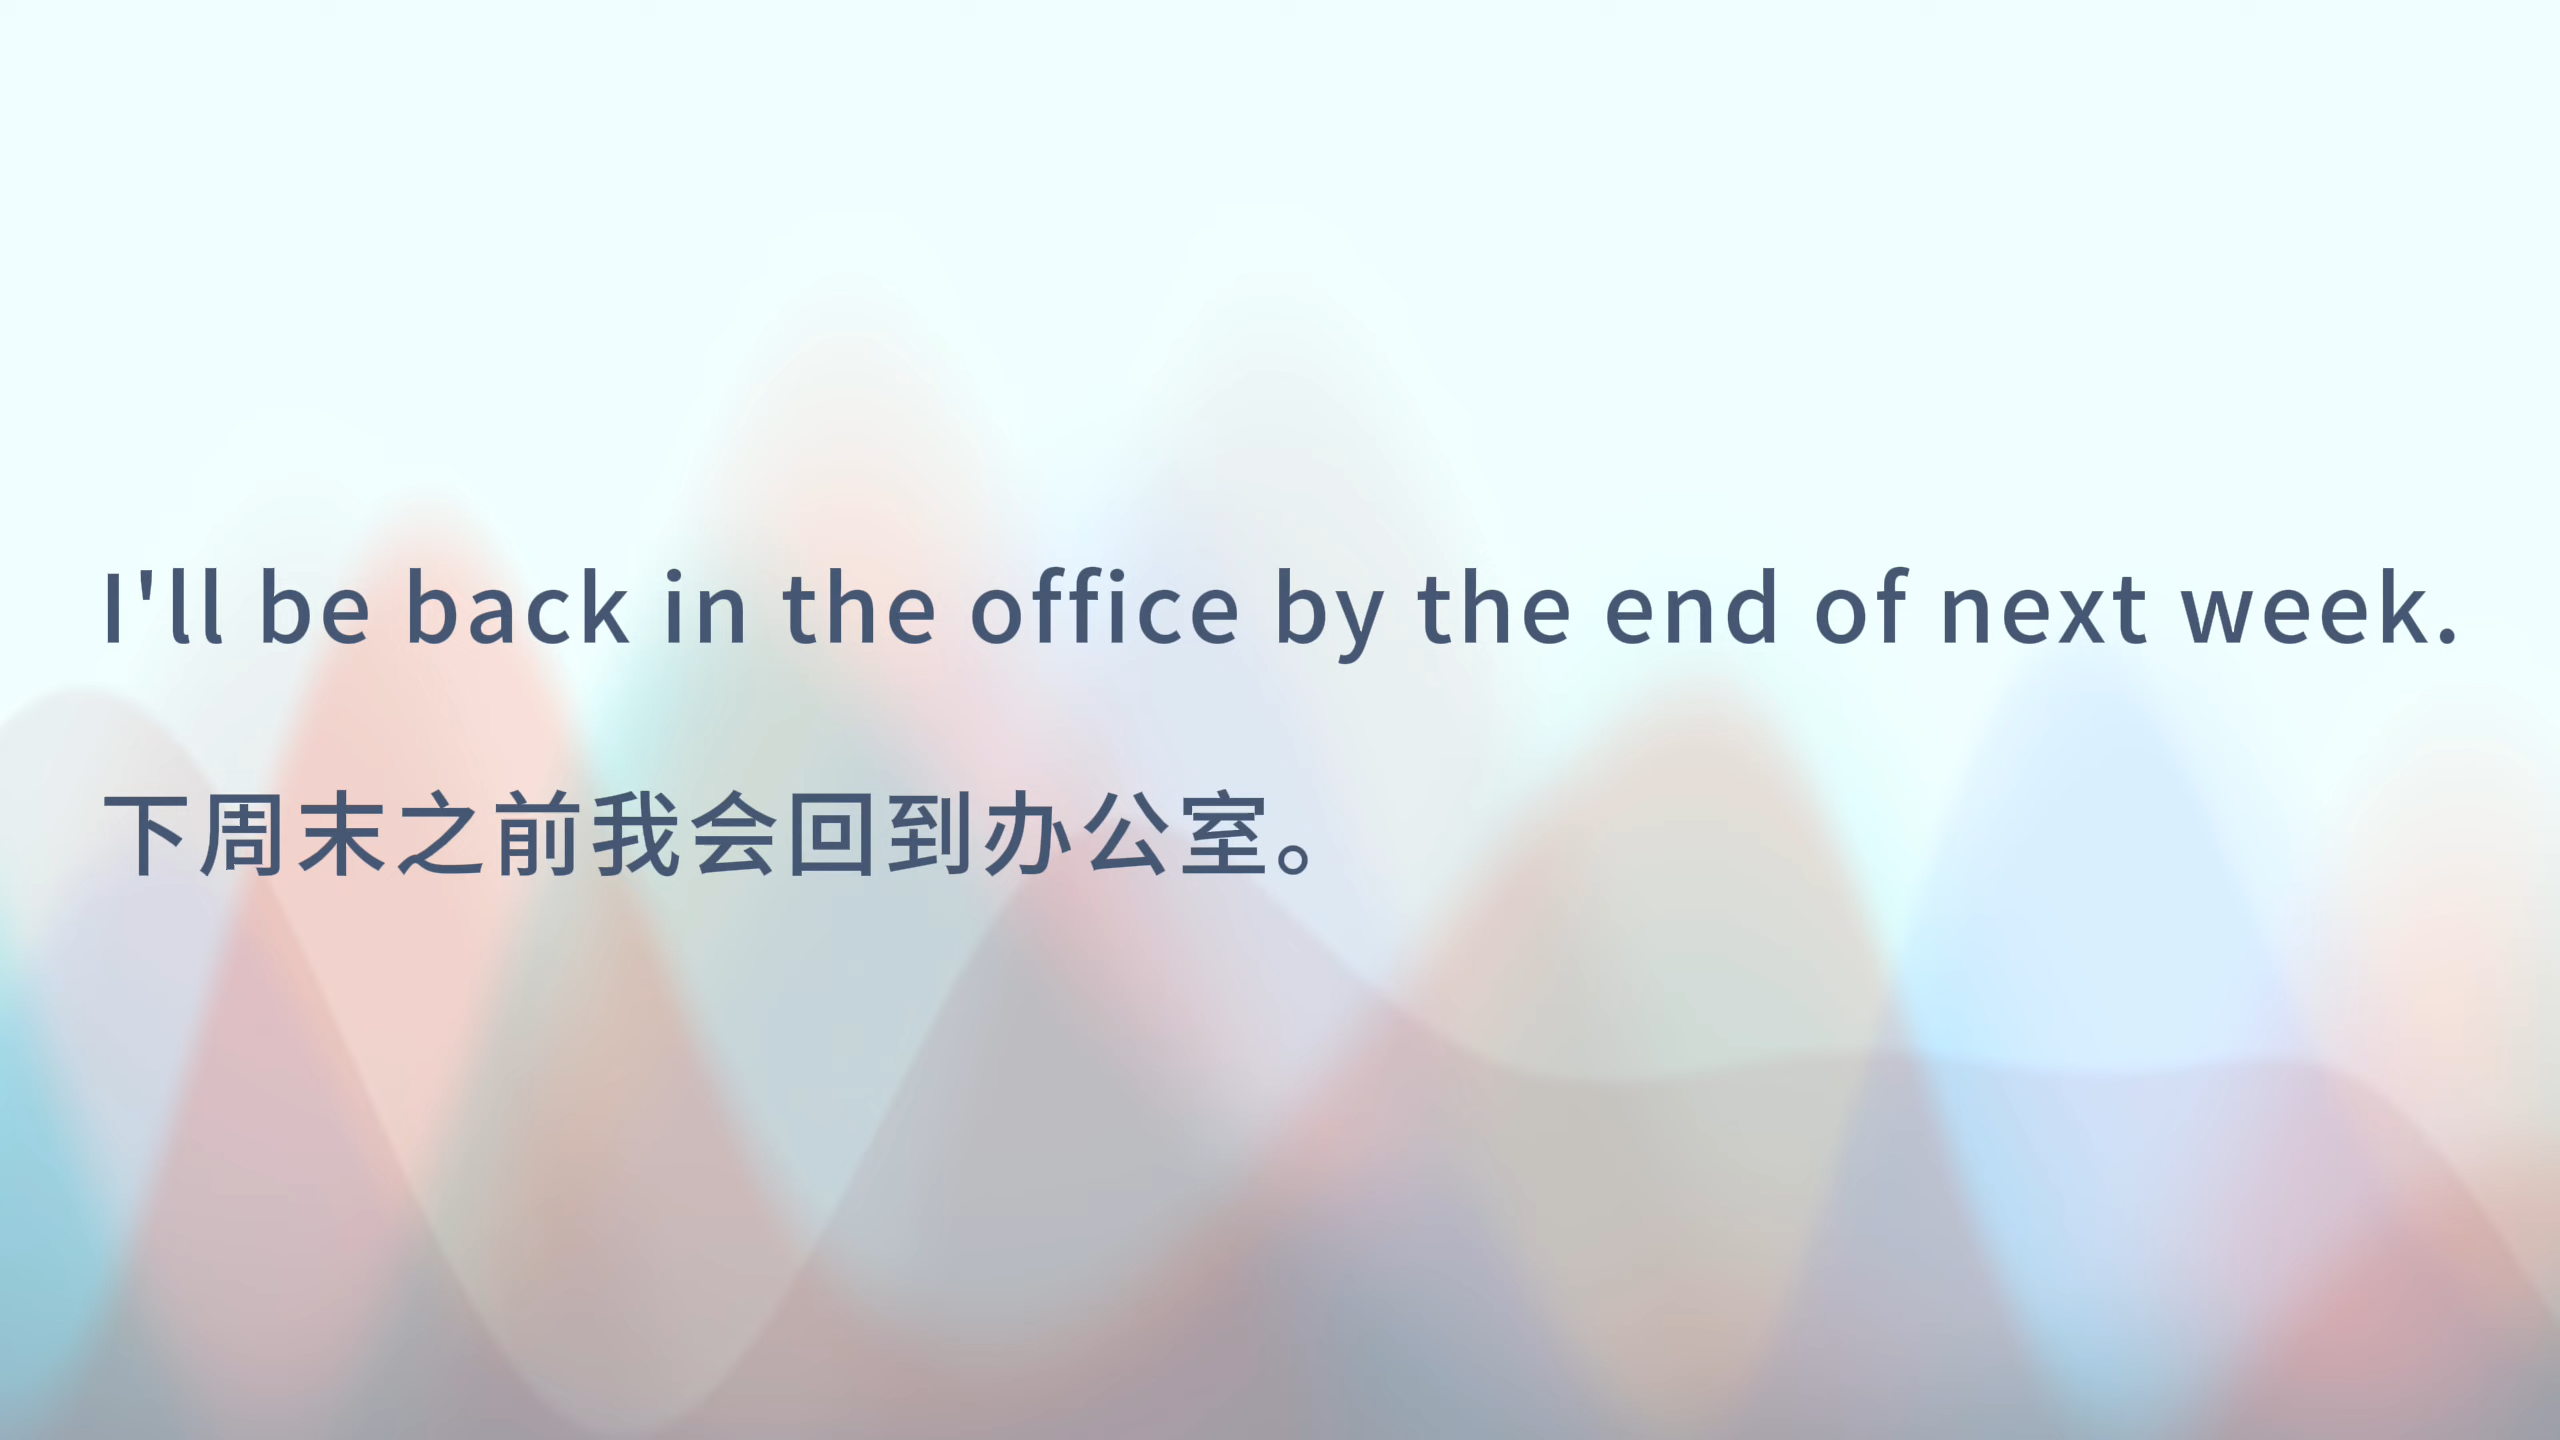 I'll be back in the office by the end of next week.
下周末之前我会回到办公室。